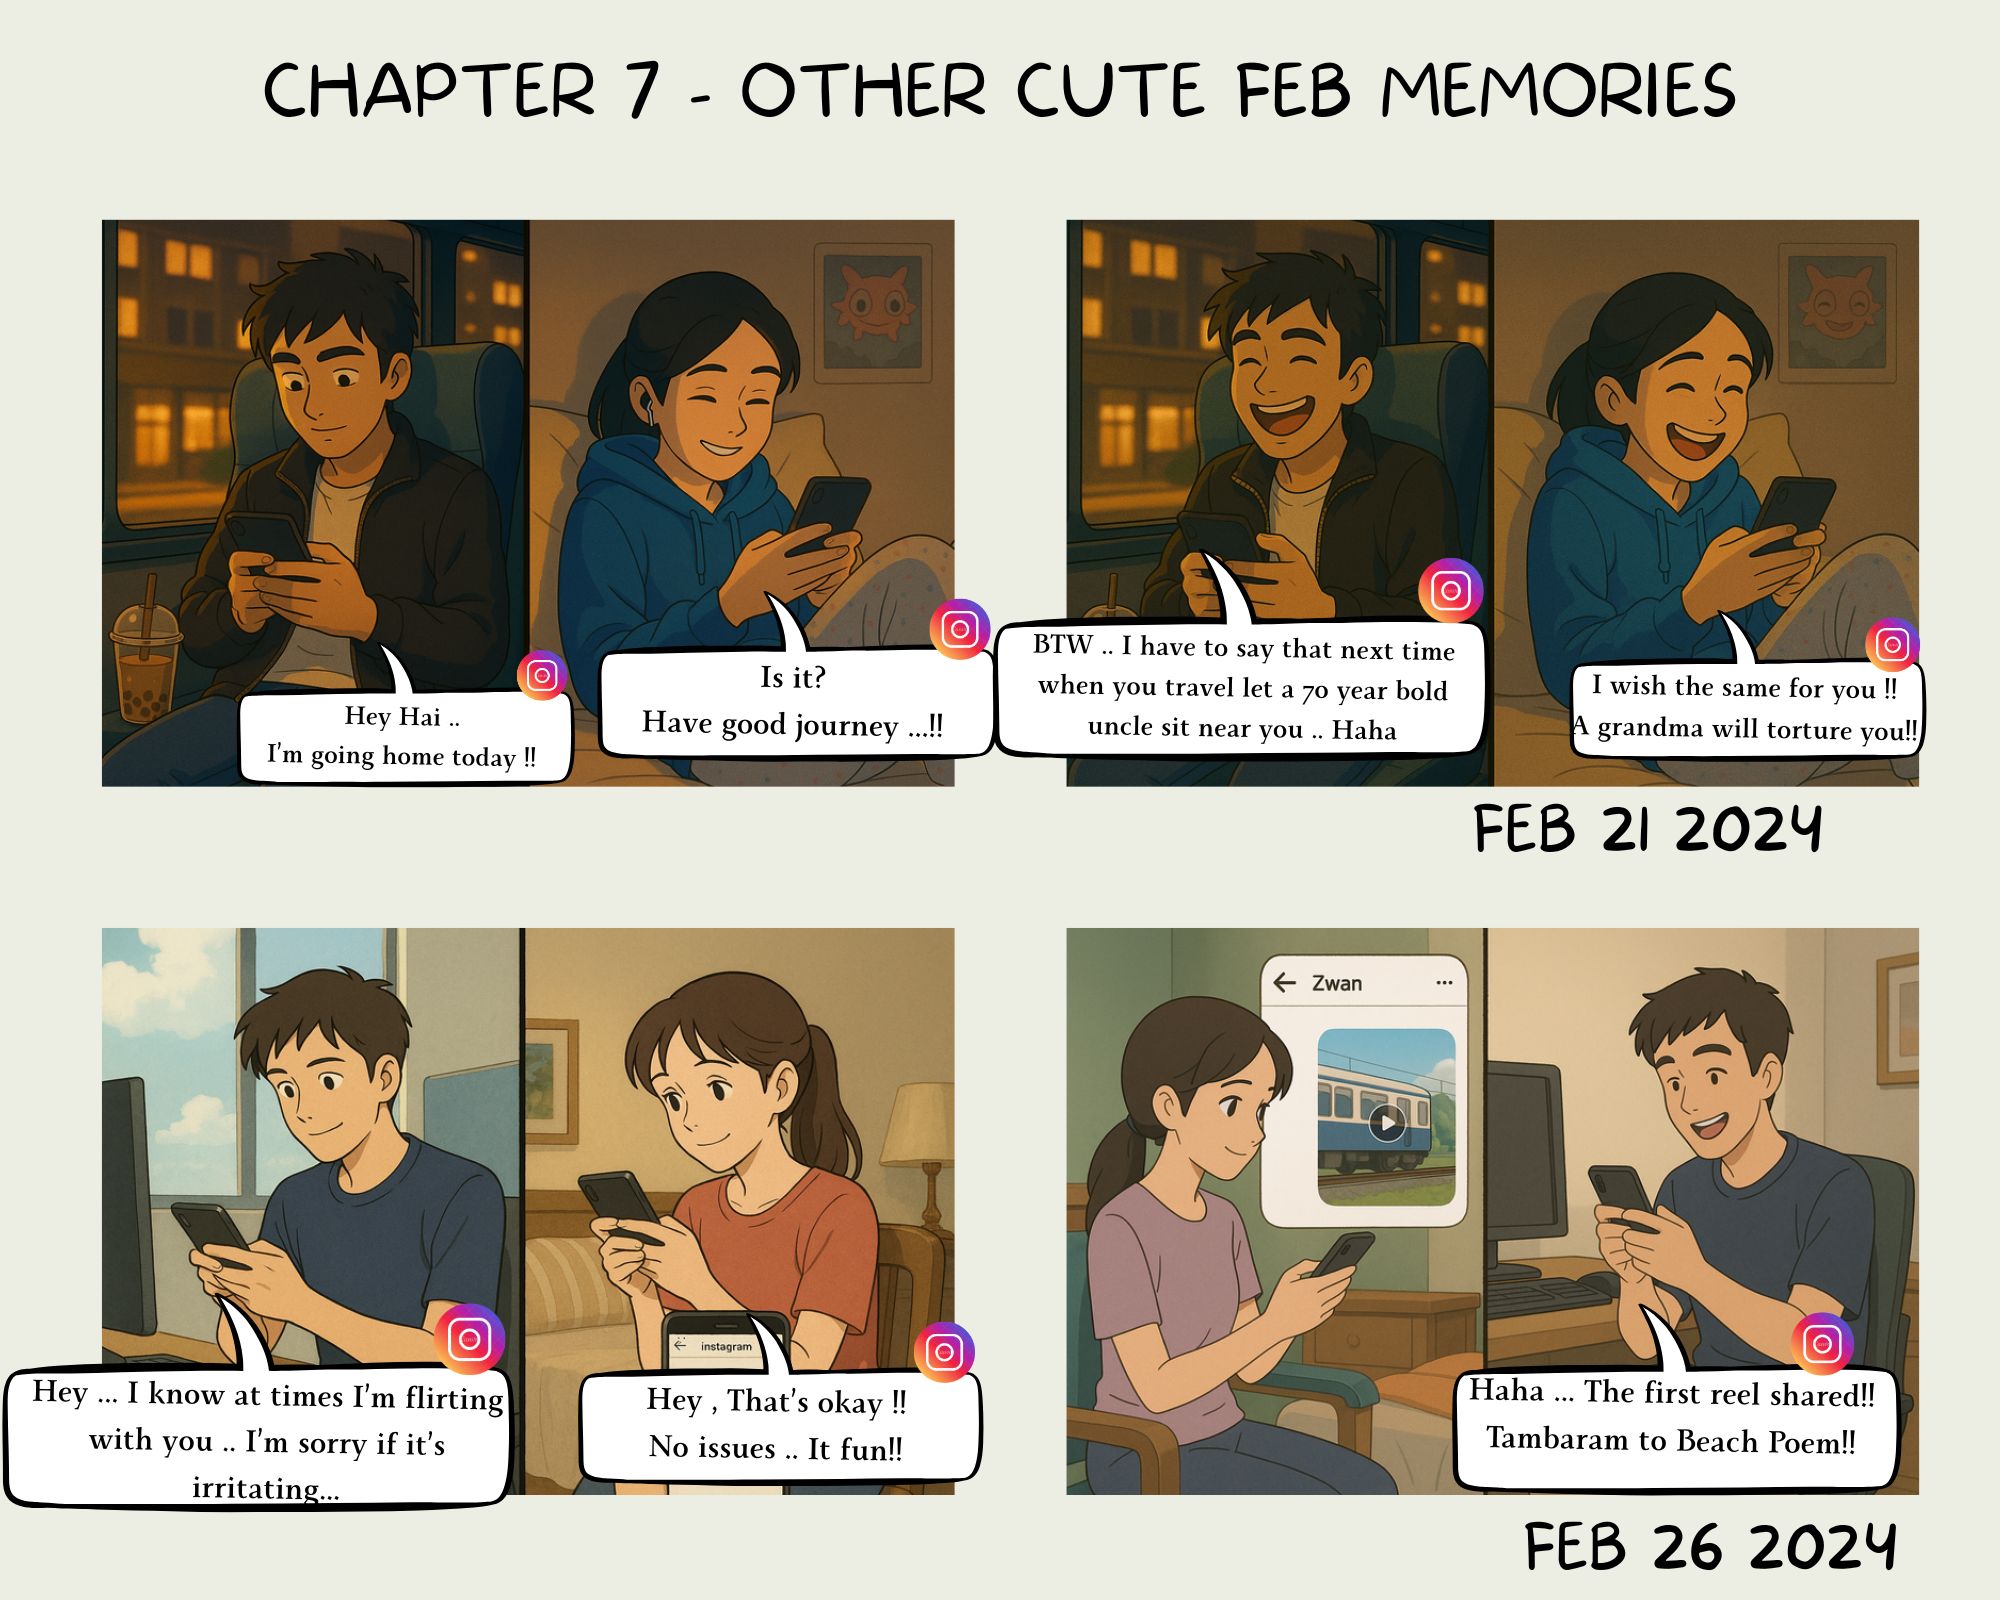 CHAPTER 7 - OTHER CUTE FEB MEMORIES
Hey Hai ..
I'm going home today !!
Is it?
Have good journey ...!!
BTW .. I have to say that next time
when you travel let a 70 year bold
uncle sit near you .. Haha
I wish the same for you !!
A grandma will torture you!!
FEB 21 2024
Hey ... I know at times I'm flirting
with you .. I'm sorry if it's
irritating...
instagram
Hey , That's okay !!
No issues .. It fun!!
Zwan
Haha ... The first reel shared!!
Tambaram to Beach Poem!!
FEB 26 2024